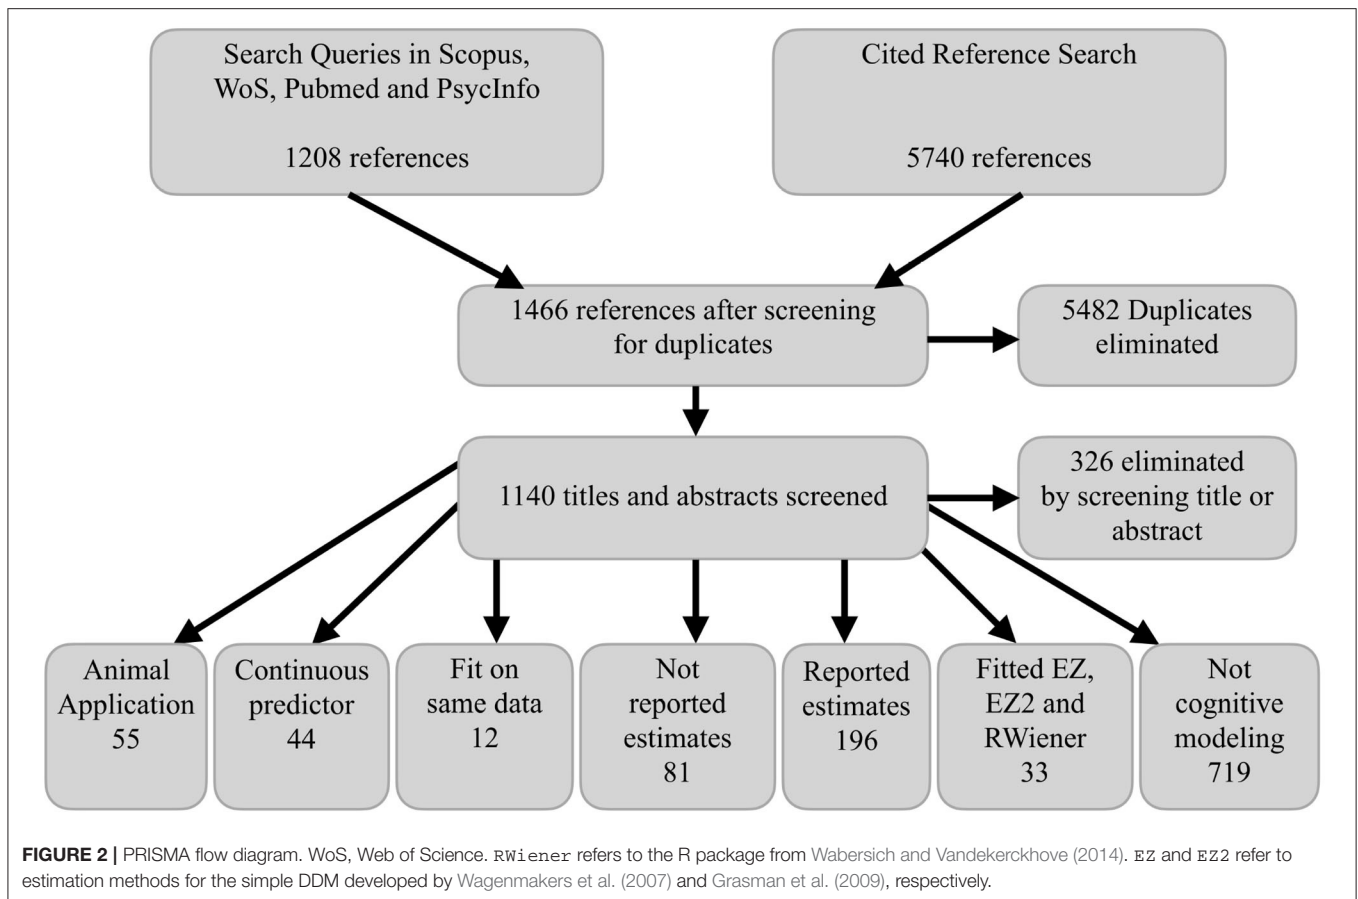 Search Queries in Scopus,
WoS, Pubmed and PsycInfo
1208 references
Cited Reference Search
5740 references
1466 references after screening
for duplicates
5482 Duplicates
eliminated
1140 titles and abstracts screened
326 eliminated
by screening title or
abstract
Animal
Application
55
Continuous
predictor
44
Fit on
same data
12
Not
reported
estimates
81
Reported
estimates
196
Fitted EZ,
EZ2 and
RWiener
33
Not
cognitive
modeling
719
FIGURE 2 | PRISMA flow diagram. WoS, Web of Science. RWiener refers to the R package from Wabersich and Vandekerckhove (2014). EZ and EZ2 refer to
estimation methods for the simple DDM developed by Wagenmakers et al. (2007) and Grasman et al. (2009), respectively.